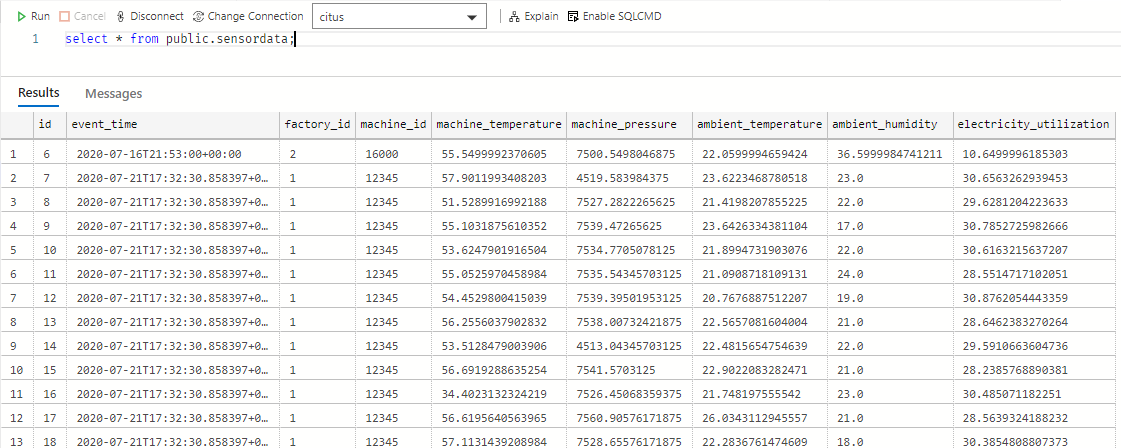 Run Cancel Disconnect Change Connection citus Explain Enable SQLCMD
1 select * from public.sensordata;
Results Messages
id event_time factory_id machine_id machine_temperature machine_pressure ambient_temperature ambient_humidity electricity_utilization
1 6 2020-07-16T21:53:00+00:00 2 16000 55.5499992370605 7500.5498046875 22.0599994659424 36.5999984741211 10.6499996185303
2 7 2020-07-21T17:32:30.858397+0… 1 12345 57.9011993408203 4519.583984375 23.6223468780518 23.0 30.6563262939453
3 8 2020-07-21T17:32:30.858397+0… 1 12345 51.5289916992188 7527.2822265625 21.4198207855225 22.0 29.6281204223633
4 9 2020-07-21T17:32:30.858397+0… 1 12345 55.1031875610352 7539.47265625 23.6426334381104 17.0 30.7852725982666
5 10 2020-07-21T17:32:30.858397+0… 1 12345 53.6247901916504 7534.7705078125 21.8994731903076 22.0 30.6163215637207
6 11 2020-07-21T17:32:30.858397+0… 1 12345 55.0525970458984 7535.54345703125 21.0908718109131 24.0 28.5514717102051
7 12 2020-07-21T17:32:30.858397+0… 1 12345 54.4529800415039 7539.39501953125 20.7676887512207 19.0 30.8762054443359
8 13 2020-07-21T17:32:30.858397+0… 1 12345 56.2556037902832 7538.00732421875 22.5657081604004 21.0 28.6462383270264
9 14 2020-07-21T17:32:30.858397+0… 1 12345 53.5128479003906 4513.04345703125 22.4815654754639 22.0 29.5910663604736
10 15 2020-07-21T17:32:30.858397+0… 1 12345 56.6919288635254 7541.5703125 22.9022083282471 21.0 28.2385768890381
11 16 2020-07-21T17:32:30.858397+0… 1 12345 34.4023132324219 7526.45068359375 21.748197555542 23.0 30.485071182251
12 17 2020-07-21T17:32:30.858397+0… 1 12345 56.6195640563965 7560.90576171875 26.0343112945557 21.0 28.5639324188232
13 18 2020-07-21T17:32:30.858397+0… 1 12345 57.1131439208984 7528.65576171875 22.2836761474609 18.0 30.3854808807373